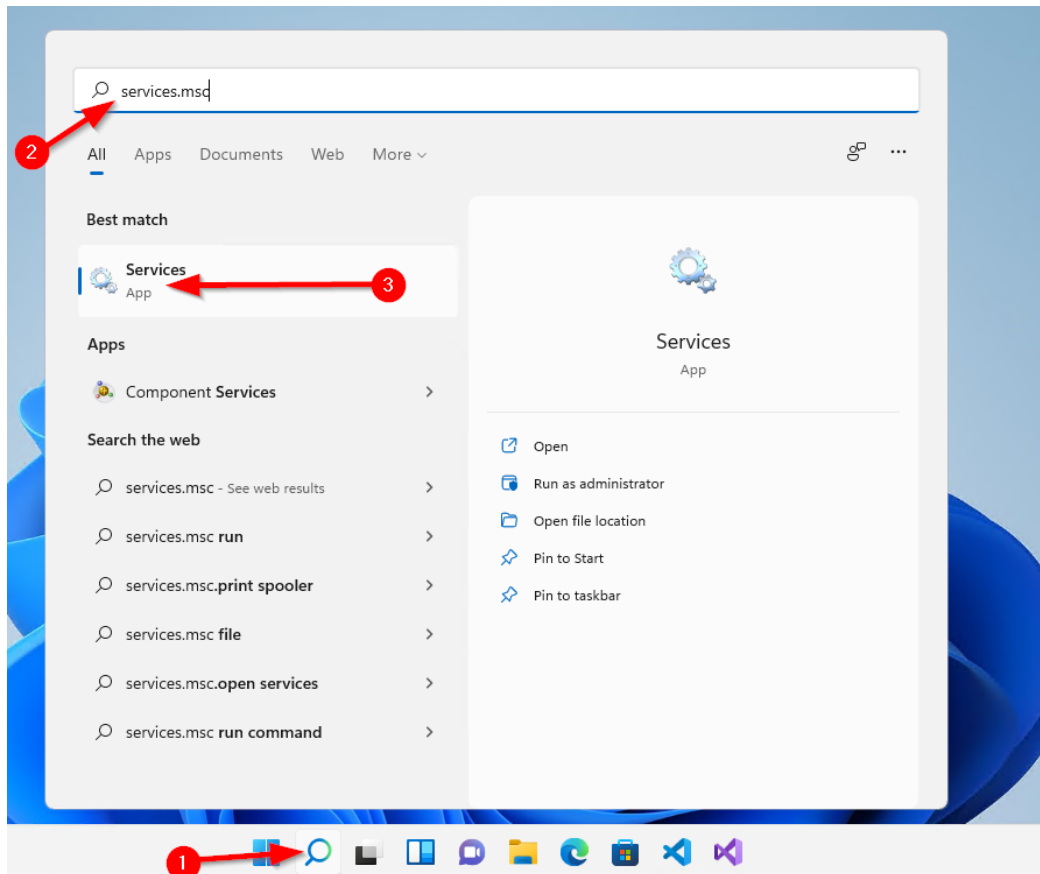 services.msc
2
All Apps Documents Web More
Best match
Services
App
3
Services
App
Apps
Component Services
Search the web
services.msc - See web results
services.msc run
services.msc.print spooler
services.msc file
services.msc.open services
services.msc run command
Open
Run as administrator
Open file location
Pin to Start
Pin to taskbar
1